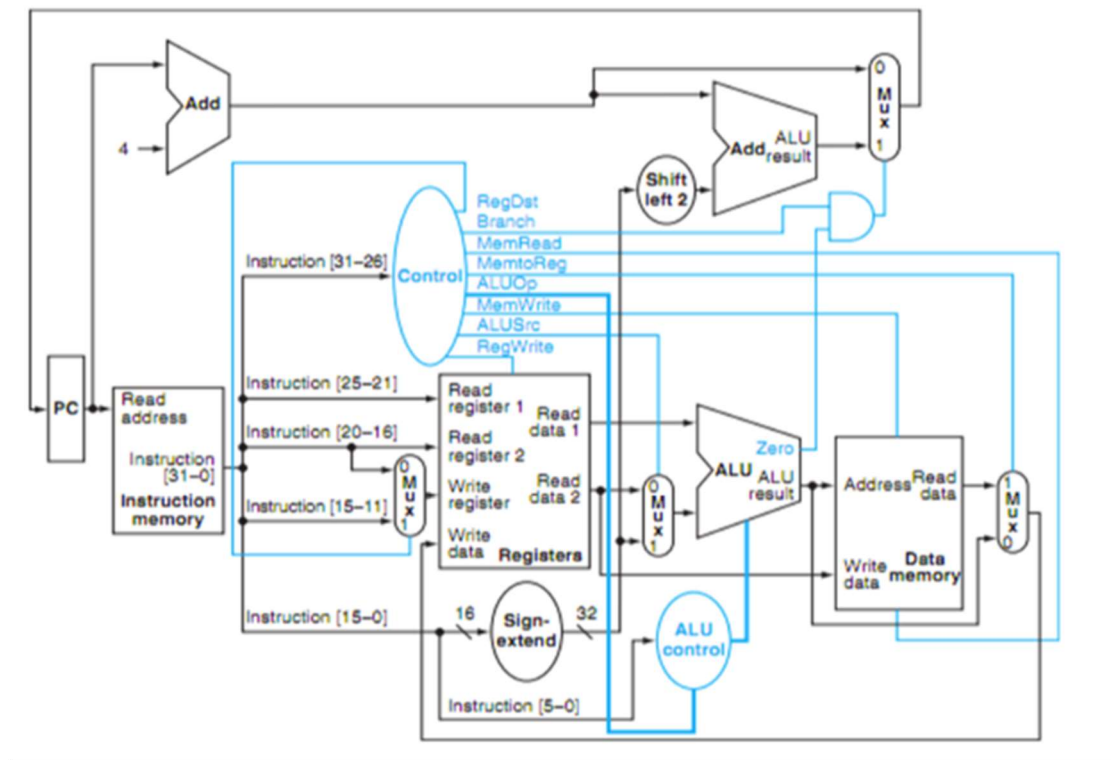 Add
4
0
M
u
x
1
Add
ALU
result
Shift
left 2
RegDst
Branch
MemRead
MemtoReg
ALUOp
MemWrite
ALUSrc
RegWrite
Control
Instruction [31–26]
Instruction [25–21]
Instruction [20–16]
Instruction [15–11]
Instruction [15–0]
PC
Read
address
Instruction
[31–0]
Instruction
memory
0
M
u
x
1
Read
register 1
Read
register 2
Write
register
Write
data
Read
data 1
Read
data 2
Registers
0
M
u
x
1
Zero
ALU
ALU
result
Address
Read
data
Write
data
Data
memory
1
M
u
x
0
16
Sign-
extend
32
ALU
control
Instruction [5–0]